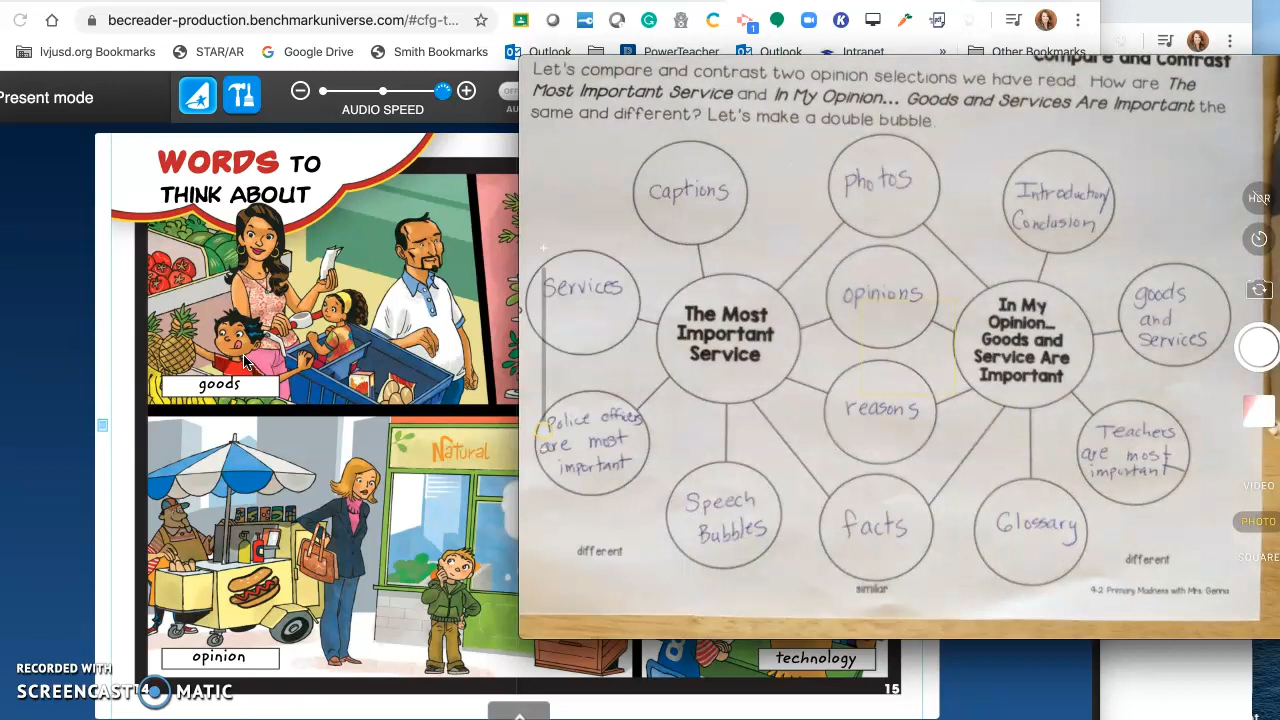 becreader-production.benchmarkuniverse.com/#cfg-t...
lvjusd.org Bookmarks
STAR/AR
Google Drive
Smith Bookmarks
Outlook
PowerTeacher
Outlook
Intranet
»
Other Bookmarks
Present mode
AUDIO SPEED
OFF
WORDS TO
THINK ABOUT
goods
Natural
opinion
technology
15
RECORDED WITH
SCREENCAST MATIC
Compare and Contrast
Let's compare and contrast two opinion selections we have read. How are The
Most Important Service and In My Opinion... Goods and Services Are Important the
same and different? Let's make a double bubble.
captions
photos
Introduction/
Conclusion
Services
opinions
goods
and
Services
The Most
Important
Service
In My
Opinion...
Goods and
Service Are
Important
Police officers
are most
important
reasons
Teachers
are most
important
Speech
Bubbles
facts
Glossary
different
similar
different
9-2 Primary Madness with Mrs. Genna
HDR
VIDEO
PHOTO
SQUARE